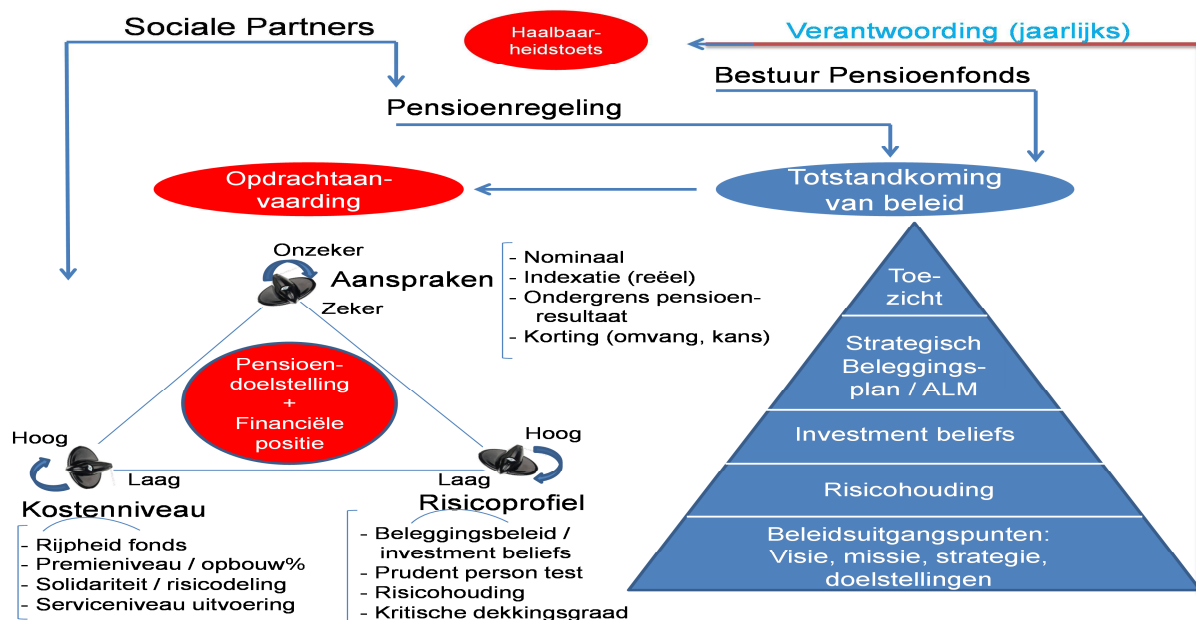 Sociale Partners
Haalbaar-
heidstoets
Verantwoording (jaarlijks)
Bestuur Pensioenfonds
Pensioenregeling
Opdrachtaan-
vaarding
Totstandkoming
van beleid
Onzeker
Aanspraken
Zeker
- Nominaal
- Indexatie (reëel)
- Ondergrens pensioen-
resultaat
- Korting (omvang, kans)
Pensioen-
doelstelling
+
Financiële
positie
Hoog
Laag
Kostenniveau
- Rijpheid fonds
- Premieniveau / opbouw%
- Solidariteit / risicodeling
- Serviceniveau uitvoering
Hoog
Laag
Risicoprofiel
- Beleggingsbeleid /
investment beliefs
- Prudent person test
- Risicohouding
- Kritische dekkingsgraad
Toe-
zicht
Strategisch
Beleggings-
plan / ALM
Investment beliefs
Risicohouding
Beleidsuitgangspunten:
Visie, missie, strategie,
doelstellingen